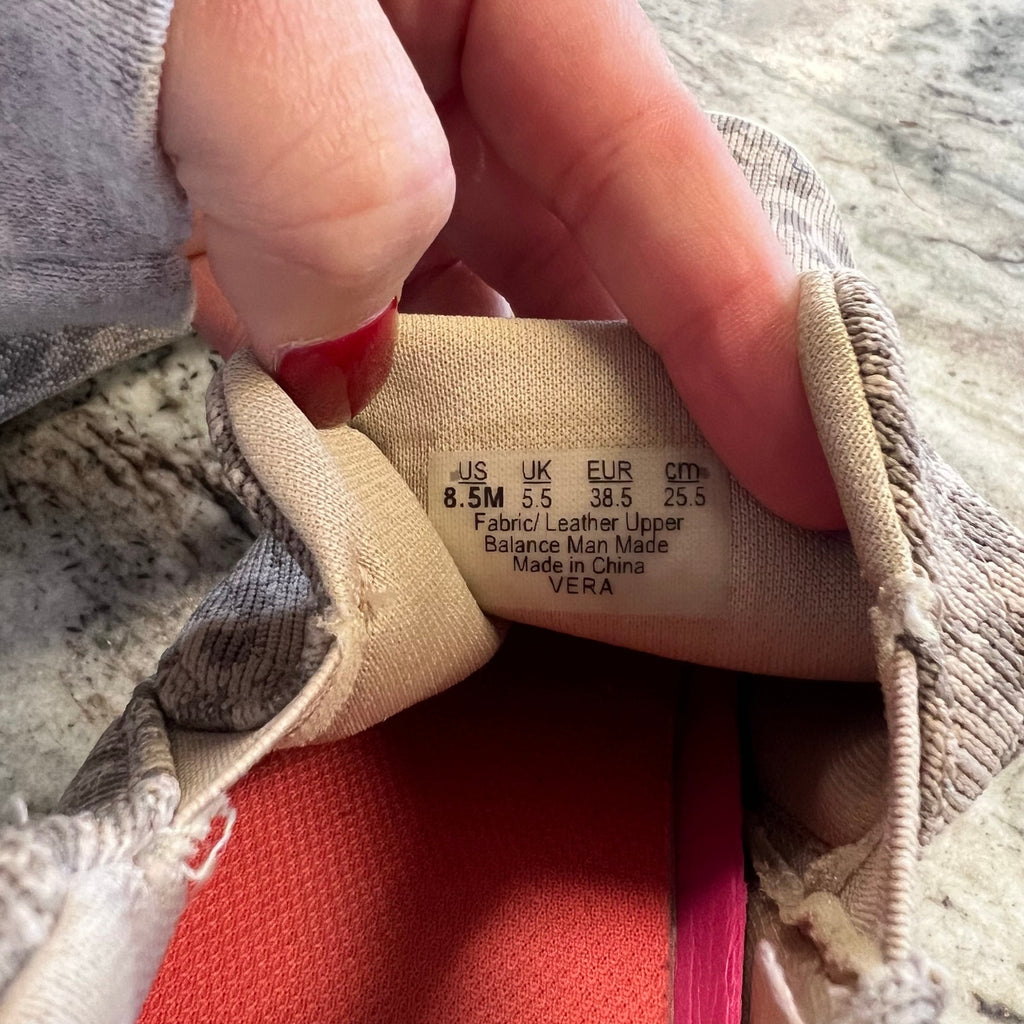 US UK EUR cm
8.5M 5.5 38.5 25.5
Fabric/ Leather Upper
Balance Man Made
Made in China
VERA